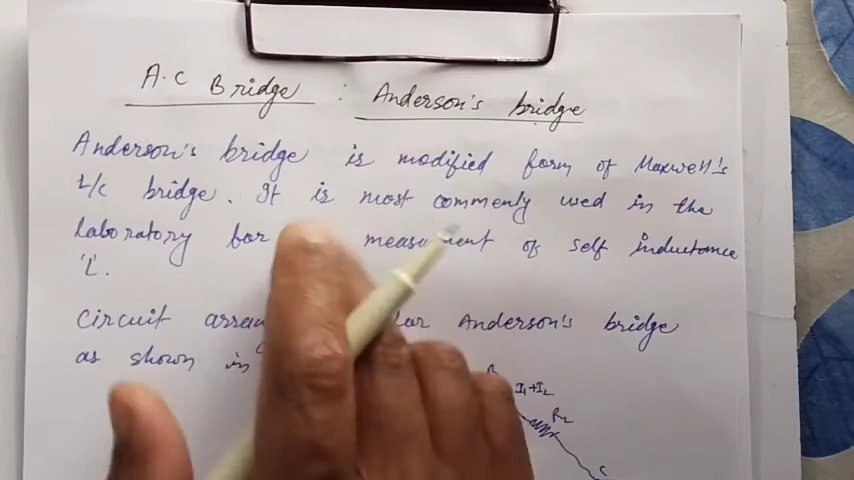 A.C Bridge : Anderson's bridge
Anderson's bridge is modified form of Maxwell's
L/C bridge. It is most commenly used in the
laboratory for measurement of self inductance
'L'.
Circuit for Anderson's bridge
as shown in
B I₁+I₂
R₂
C